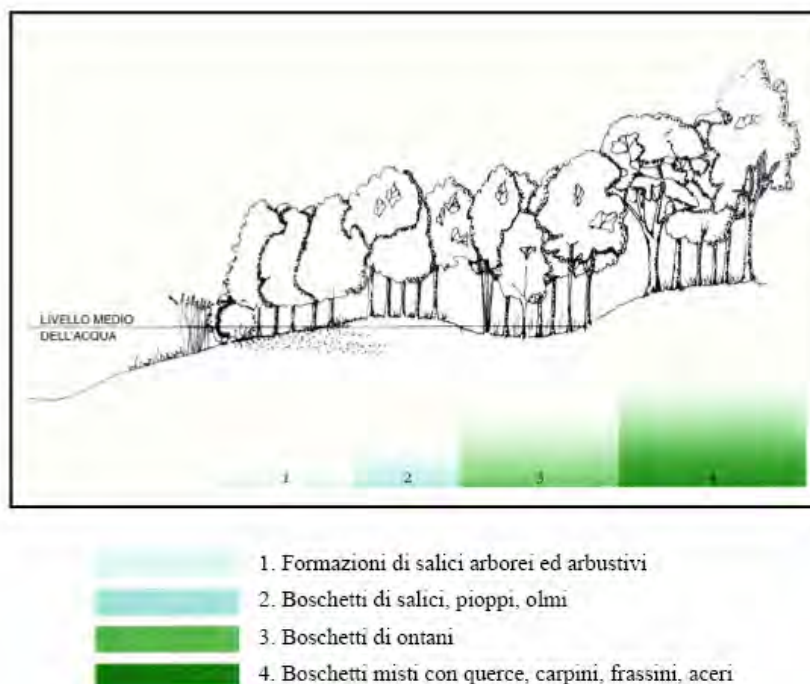 LIVELLO MEDIO
DELL'ACQUA
1 2 3 4
1. Formazioni di salici arborei ed arbustivi
2. Boschetti di salici, pioppi, olmi
3. Boschetti di ontani
4. Boschetti misti con querce, carpini, frassini, aceri